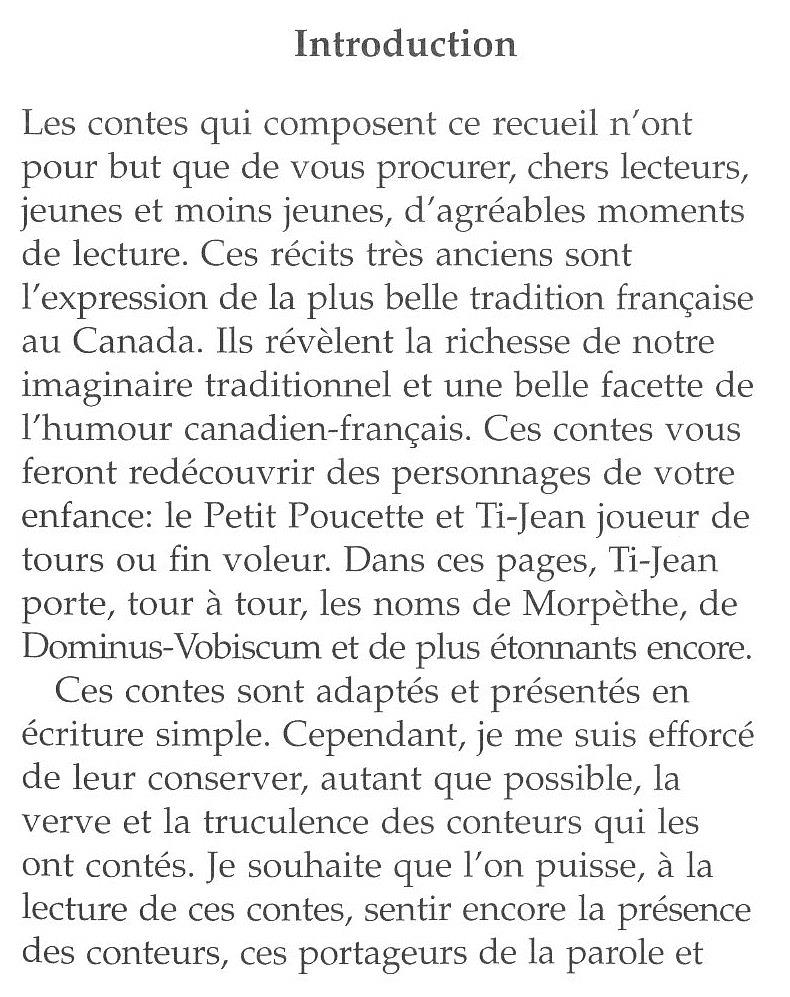 Introduction
Les contes qui composent ce recueil n’ont
pour but que de vous procurer, chers lecteurs,
jeunes et moins jeunes, d’agréables moments
de lecture. Ces récits très anciens sont
l’expression de la plus belle tradition française
au Canada. Ils révèlent la richesse de notre
imaginaire traditionnel et une belle facette de
l’humour canadien-français. Ces contes vous
feront redécouvrir des personnages de votre
enfance: le Petit Poucette et Ti-Jean joueur de
tours ou fin voleur. Dans ces pages, Ti-Jean
porte, tour à tour, les noms de Morpèthe, de
Dominus-Vobiscum et de plus étonnants encore.
Ces contes sont adaptés et présentés en
écriture simple. Cependant, je me suis efforcé
de leur conserver, autant que possible, la
verve et la truculence des conteurs qui les
ont contés. Je souhaite que l’on puisse, à la
lecture de ces contes, sentir encore la présence
des conteurs, ces portageurs de la parole et